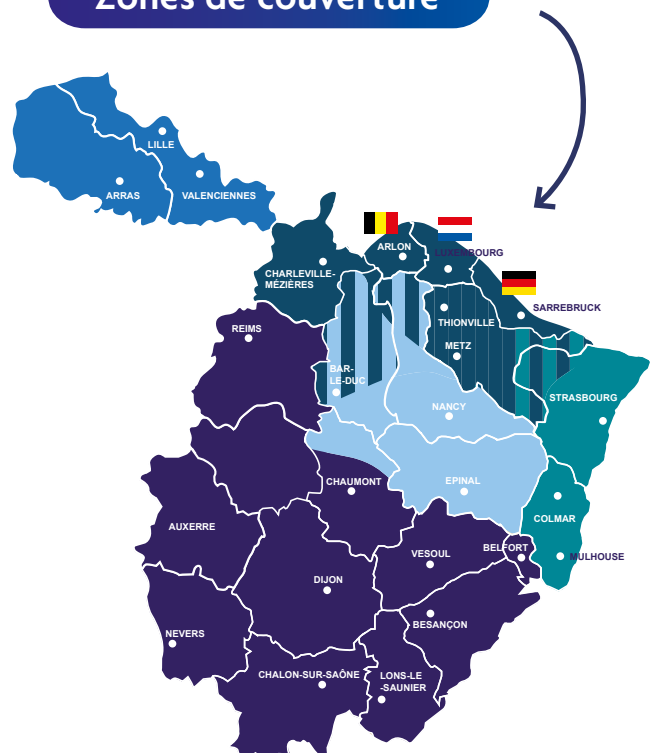 Zones de couverture
LILLE
ARRAS
VALENCIENNES
ARLON
LUXEMBOURG
CHARLEVILLE-
MÉZIÈRES
SARREBRUCK
THIONVILLE
REIMS
METZ
BAR-
LE-DUC
STRASBOURG
NANCY
CHAUMONT
EPINAL
COLMAR
AUXERRE
VESOUL
BELFORT
MULHOUSE
DIJON
BESANÇON
NEVERS
CHALON-SUR-SAÔNE
LONS-LE
-SAUNIER